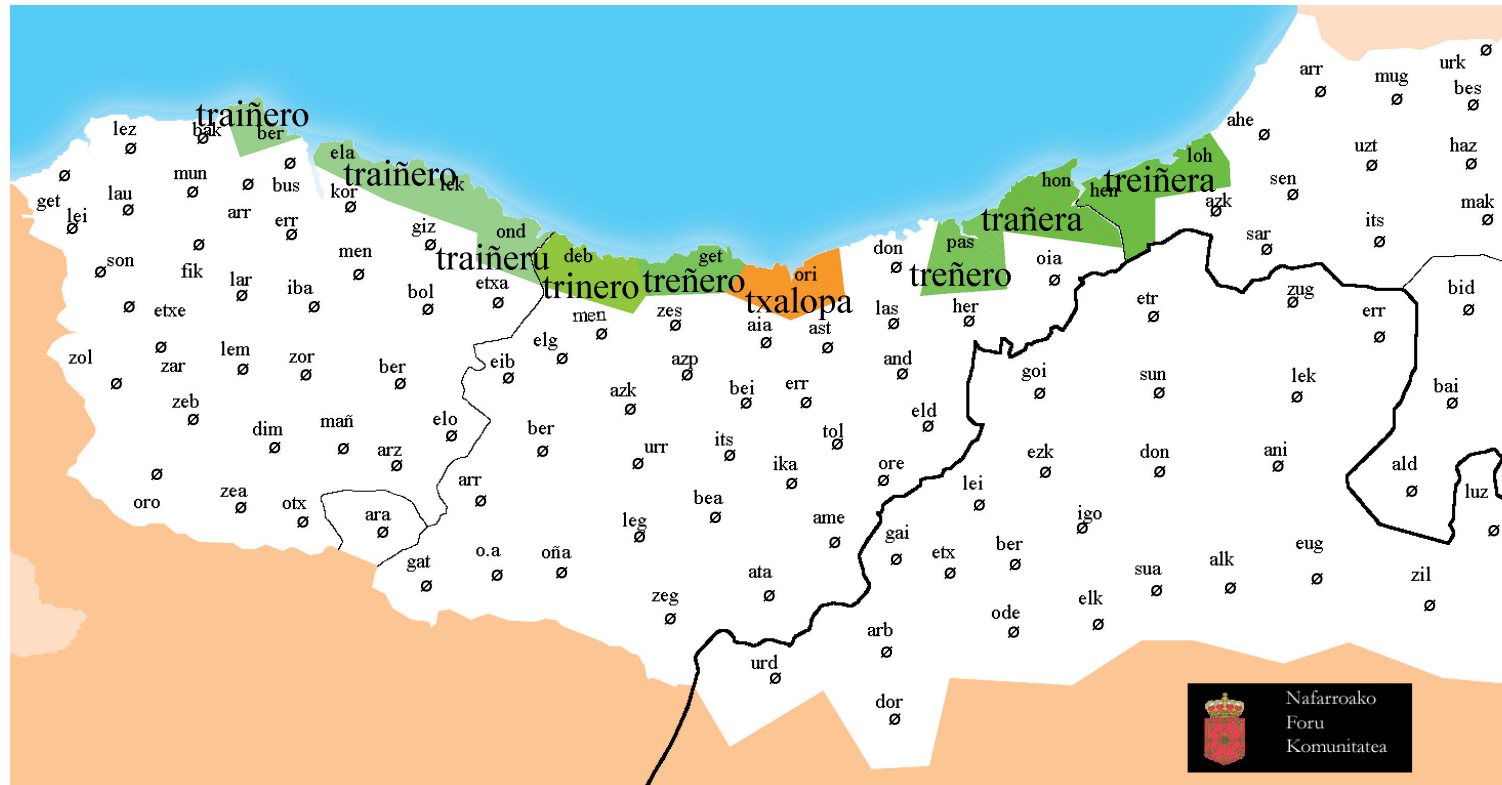 urk
arr
mug
bes
traiñero
ahe
lez
bak
ber
ela
loh
uzt
haz
traiñero
lek
hon
hen
treiñera
mun
bus
kor
sen
get
lau
arr
azk
mak
lei
err
giz
ond
trañera
its
don
pas
sar
son
fik
men
traiñeru
deb
get
oia
lar
iba
bol
etxa
trinero
treñero
ori
txalopa
treñero
etr
zug
bid
etxe
men
zes
aia
ast
las
her
err
zol
zar
lem
zor
ber
eib
elg
azp
and
goi
sun
lek
bai
zeb
azk
bei
err
eld
dim
mañ
elo
ber
tol
arz
urr
its
ika
ore
ezk
don
ani
ald
oro
zea
otx
ara
arr
bea
lei
luz
leg
ame
gai
igo
gat
o.a
oña
etx
ber
eug
ata
sua
alk
zil
zeg
ode
elk
arb
urd
dor
Nafarroako
Foru
Komunitatea